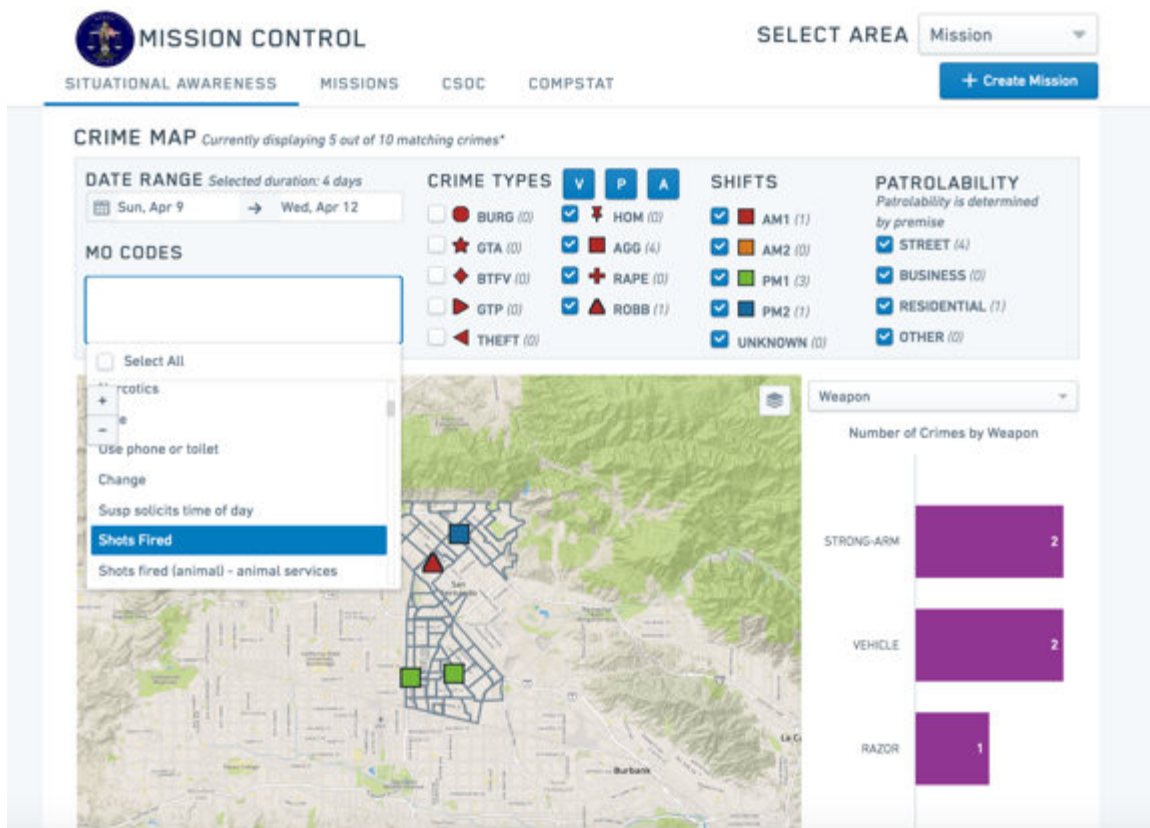 MISSION CONTROL
SELECT AREA Mission
SITUATIONAL AWARENESS MISSIONS CSOC COMPSTAT
+ Create Mission
CRIME MAP Currently displaying 5 out of 10 matching crimes*
DATE RANGE Selected duration: 4 days
Sun, Apr 9 → Wed, Apr 12
MO CODES
Select All
Narcotics
+
-
Use phone or toilet
Change
Susp solicits time of day
Shots Fired
Shots fired (animal) - animal services
CRIME TYPES V P A
BURG (0) HOM (0)
GTA (0) AGG (4)
BTFV (0) RAPE (0)
GTP (0) ROBB (1)
THEFT (0)
SHIFTS
AM1 (1)
AM2 (0)
PM1 (3)
PM2 (1)
UNKNOWN (0)
PATROLABILITY
Patrolability is determined
by premise
STREET (4)
BUSINESS (0)
RESIDENTIAL (1)
OTHER (0)
San
Burbank
La C
Weapon
Number of Crimes by Weapon
STRONG-ARM 2
VEHICLE 2
RAZOR 1